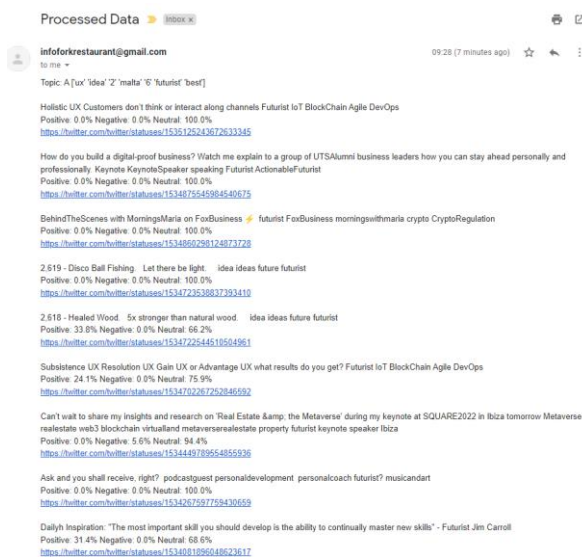 Processed Data
Inbox x
infoforkrestaurant@gmail.com
09:28 (7 minutes ago)
to me
Topic: A ['ux' 'idea' '2' 'malta' '6' 'futurist' 'best']
Holistic UX Customers don't think or interact along channels Futurist IoT BlockChain Agile DevOps
Positive: 0.0% Negative: 0.0% Neutral: 100.0%
https://twitter.com/twitter/statuses/1535125243672633345
How do you build a digital-proof business? Watch me explain to a group of UTSAlumni business leaders how you can stay ahead personally and
professionally. Keynote KeynoteSpeaker speaking Futurist ActionableFuturist
Positive: 0.0% Negative: 0.0% Neutral: 100.0%
https://twitter.com/twitter/statuses/1534875545984540675
BehindTheScenes with MorningsMaria on FoxBusiness ⚡ futurist FoxBusiness morningswithmaria crypto CryptoRegulation
Positive: 0.0% Negative: 0.0% Neutral: 100.0%
https://twitter.com/twitter/statuses/1534860298124873728
2.619 - Disco Ball Fishing. Let there be light. idea ideas future futurist
Positive: 0.0% Negative: 0.0% Neutral: 100.0%
https://twitter.com/twitter/statuses/1534723538837393410
2.618 - Healed Wood. 5x stronger than natural wood. idea ideas future futurist
Positive: 33.8% Negative: 0.0% Neutral: 66.2%
https://twitter.com/twitter/statuses/1534722544510504961
Subsistence UX Resolution UX Gain UX or Advantage UX what results do you get? Futurist IoT BlockChain Agile DevOps
Positive: 24.1% Negative: 0.0% Neutral: 75.9%
https://twitter.com/twitter/statuses/1534702267252846592
Can't wait to share my insights and research on 'Real Estate &amp; the Metaverse' during my keynote at SQUARE2022 in Ibiza tomorrow Metaverse
realestate web3 blockchain virtualland metaverserealestate property futurist keynote speaker Ibiza
Positive: 0.0% Negative: 5.6% Neutral: 94.4%
https://twitter.com/twitter/statuses/1534449789554855936
Ask and you shall receive, right? podcastguest personaldevelopment personalcoach futurist? musicandart
Positive: 0.0% Negative: 0.0% Neutral: 100.0%
https://twitter.com/twitter/statuses/1534267597759430659
Dailyh Inspiration: "The most important skill you should develop is the ability to continually master new skills" - Futurist Jim Carroll
Positive: 31.4% Negative: 0.0% Neutral: 68.6%
https://twitter.com/twitter/statuses/1534081896048623617